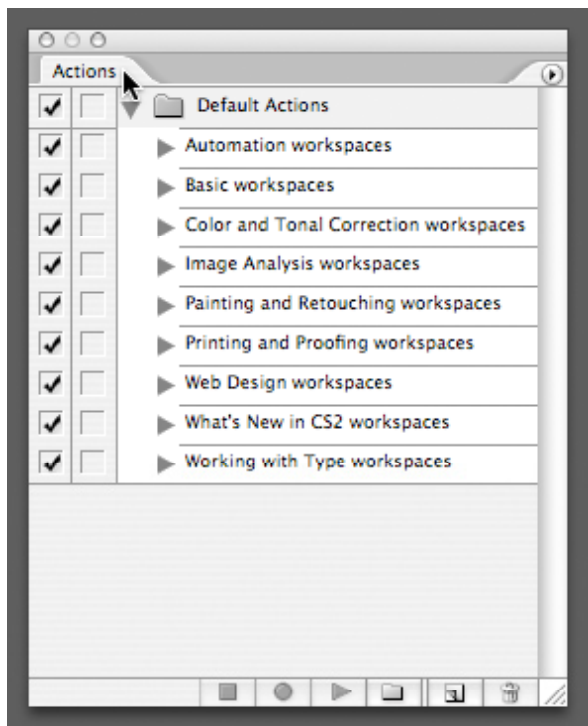 Actions
Default Actions
Automation workspaces
Basic workspaces
Color and Tonal Correction workspaces
Image Analysis workspaces
Painting and Retouching workspaces
Printing and Proofing workspaces
Web Design workspaces
What's New in CS2 workspaces
Working with Type workspaces